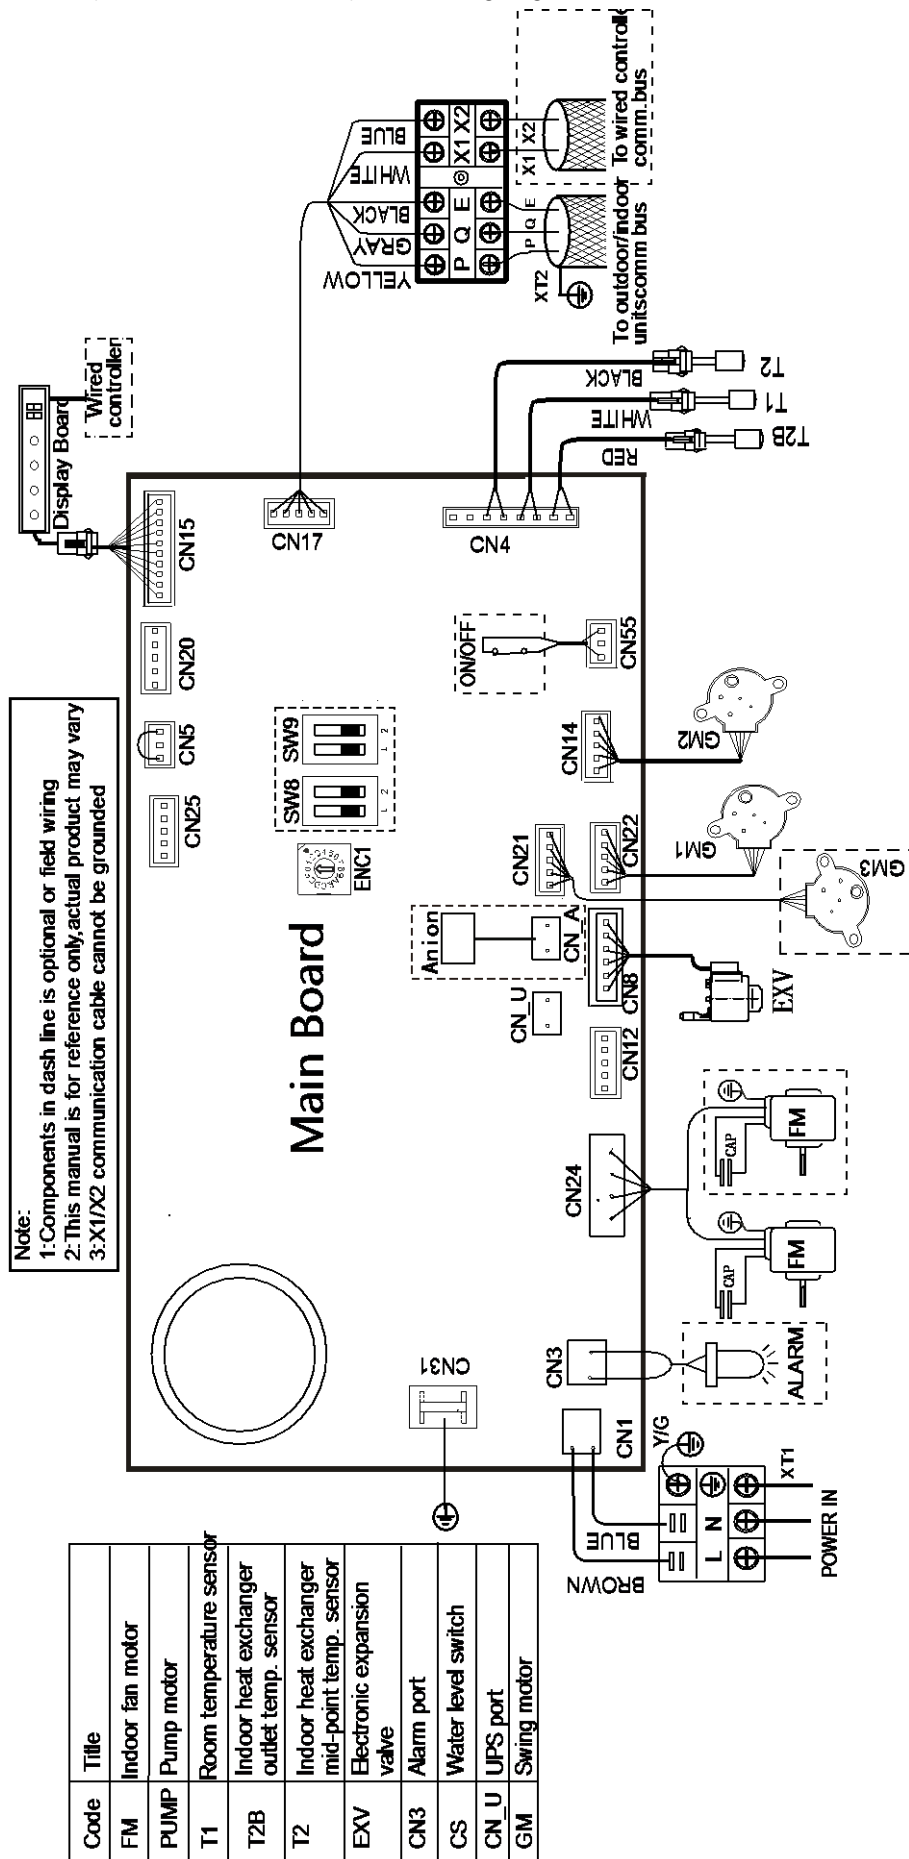 Note:
1:Components in dash line is optional or field wiring
2:This manual is for reference only,actual product may vary
3:X1/X2 communication cable cannot be grounded
Code Title
FM Indoor fan motor
PUMP Pump motor
T1 Room temperature sensor
T2B Indoor heat exchanger
outlet temp. sensor
T2 Indoor heat exchanger
mid-point temp. sensor
EXV Electronic expansion
valve
CN3 Alarm port
CS Water level switch
CN_U UPS port
GM Swing motor
Main Board
CN25
CN5
CN20
CN15
Display Board
Wired
controller
ENC1
SW8
SW9
L 2
L 2
CN17
YELLOW
GRAY
BLACK
WHITE
BLUE
P Q E X1 X2
P Q E
X1 X2
XT2
To outdoor/indoor
unitscomm bus
To wired controller
comm.bus
CN4
RED
WHITE
BLACK
T2B
T1
T2
ON/OFF
CN55
CN14
GM2
CN21
CN22
GM1
GM3
Anion
CN_A
CN_U
CN8
EXV
CN12
CN24
CAP
FM
CAP
FM
CN3
ALARM
CN31
CN1
BROWN
BLUE
Y/G
L N
XT1
POWER IN